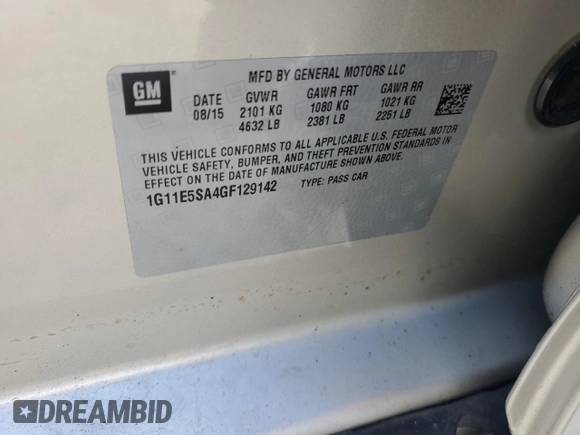 GM
MFD BY GENERAL MOTORS LLC
DATE GVWR GAWR FRT GAWR RR
08/15 2101 KG 1080 KG 1021 KG
4632 LB 2381 LB 2251 LB
THIS VEHICLE CONFORMS TO ALL APPLICABLE U.S. FEDERAL MOTOR
VEHICLE SAFETY, BUMPER, AND THEFT PREVENTION STANDARDS IN
EFFECT ON THE DATE OF MANUFACTURE SHOWN ABOVE.
1G11E5SA4GF129142 TYPE: PASS CAR
DREAMBID